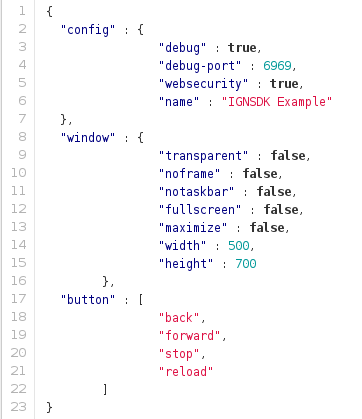 1 {
2 "config" : {
3 "debug" : true,
4 "debug-port" : 6969,
5 "websecurity" : true,
6 "name" : "IGNSDK Example"
7 },
8 "window" : {
9 "transparent" : false,
10 "noframe" : false,
11 "notaskbar" : false,
12 "fullscreen" : false,
13 "maximize" : false,
14 "width" : 500,
15 "height" : 700
16 },
17 "button" : [
18 "back",
19 "forward",
20 "stop",
21 "reload"
22 ]
23 }